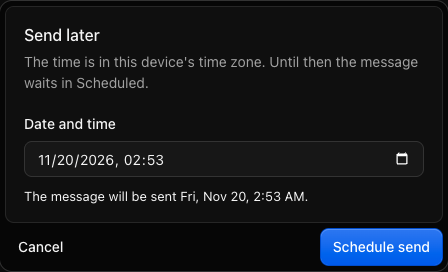 Send later
The time is in this device's time zone. Until then the message
waits in Scheduled.
Date and time
11/20/2026, 02:53
The message will be sent Fri, Nov 20, 2:53 AM.
Cancel
Schedule send